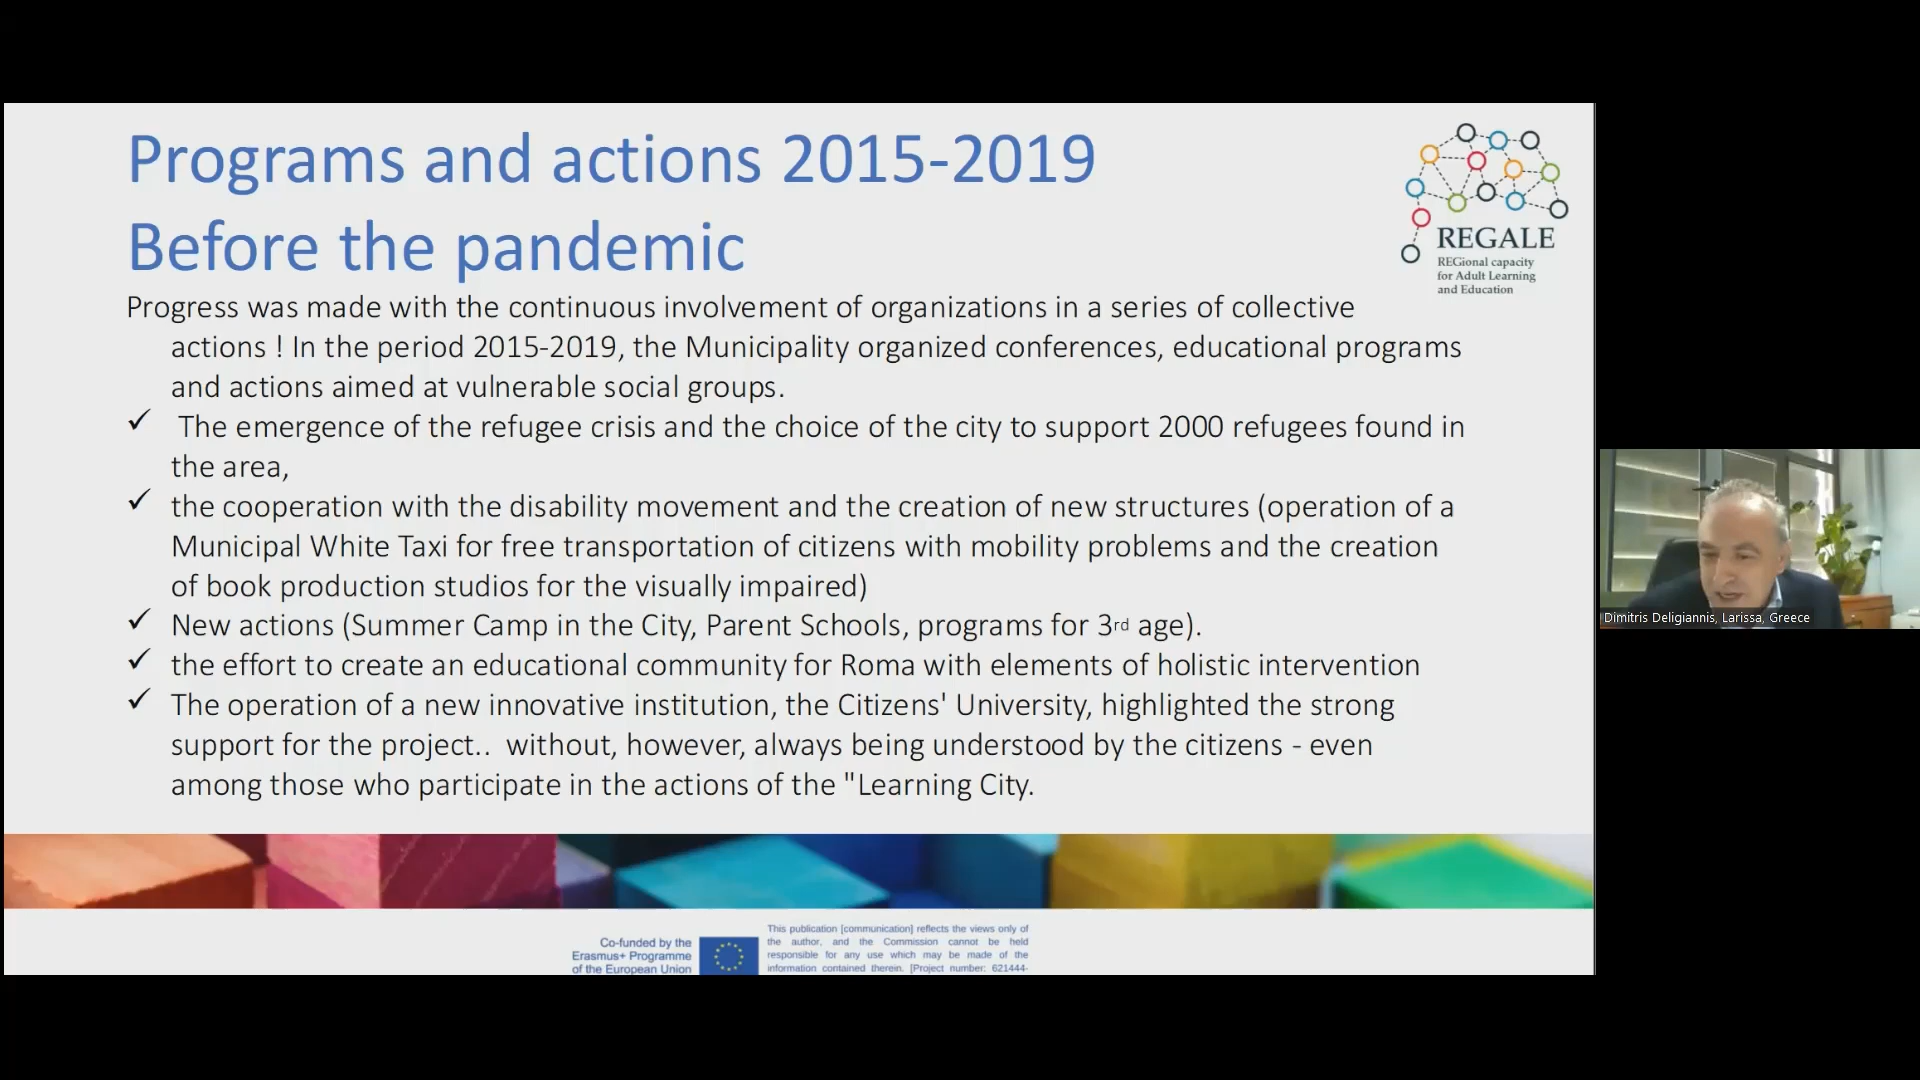 Programs and actions 2015-2019
Before the pandemic
REGALE
REGional capacity
for Adult Learning
and Education
Progress was made with the continuous involvement of organizations in a series of collective
actions ! In the period 2015-2019, the Municipality organized conferences, educational programs
and actions aimed at vulnerable social groups.
✓ The emergence of the refugee crisis and the choice of the city to support 2000 refugees found in
the area,
✓ the cooperation with the disability movement and the creation of new structures (operation of a
Municipal White Taxi for free transportation of citizens with mobility problems and the creation
of book production studios for the visually impaired)
✓ New actions (Summer Camp in the City, Parent Schools, programs for 3rd age).
✓ the effort to create an educational community for Roma with elements of holistic intervention
✓ The operation of a new innovative institution, the Citizens' University, highlighted the strong
support for the project.. without, however, always being understood by the citizens - even
among those who participate in the actions of the "Learning City.
Dimitris Deligiannis, Larissa, Greece
Co-funded by the
Erasmus+ Programme
of the European Union
This publication [communication] reflects the views only of
the author, and the Commission cannot be held
responsible for any use which may be made of the
information contained therein. [Project number: 621444-